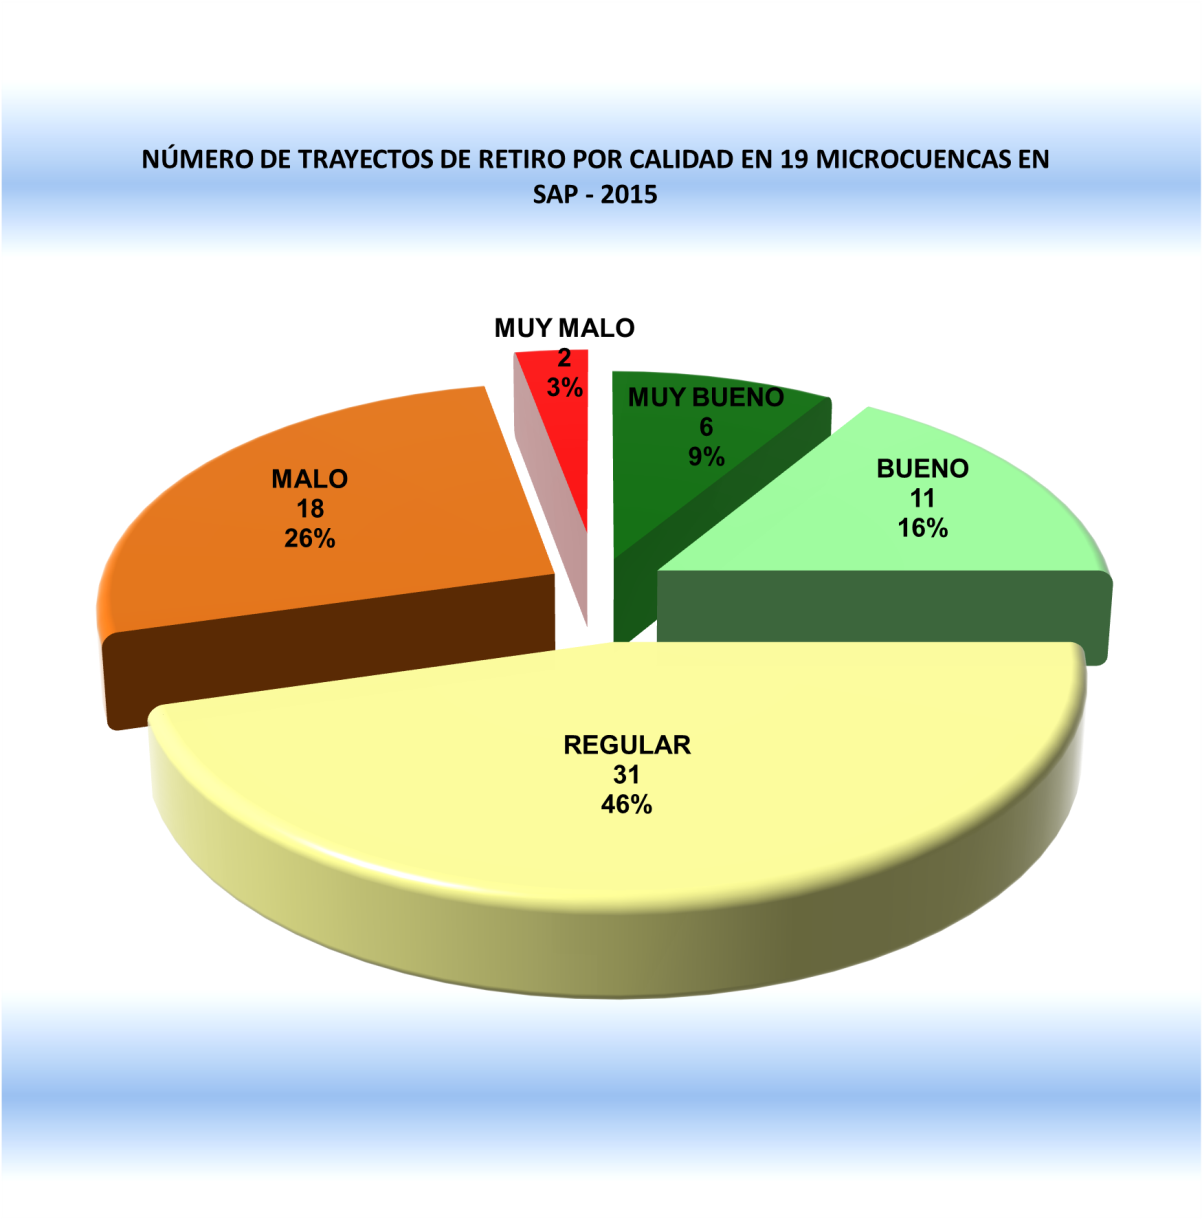 NÚMERO DE TRAYECTOS DE RETIRO POR CALIDAD EN 19 MICROCUENCAS EN
SAP - 2015
MUY MALO
2
3%
MUY BUENO
6
9%
BUENO
11
16%
MALO
18
26%
REGULAR
31
46%